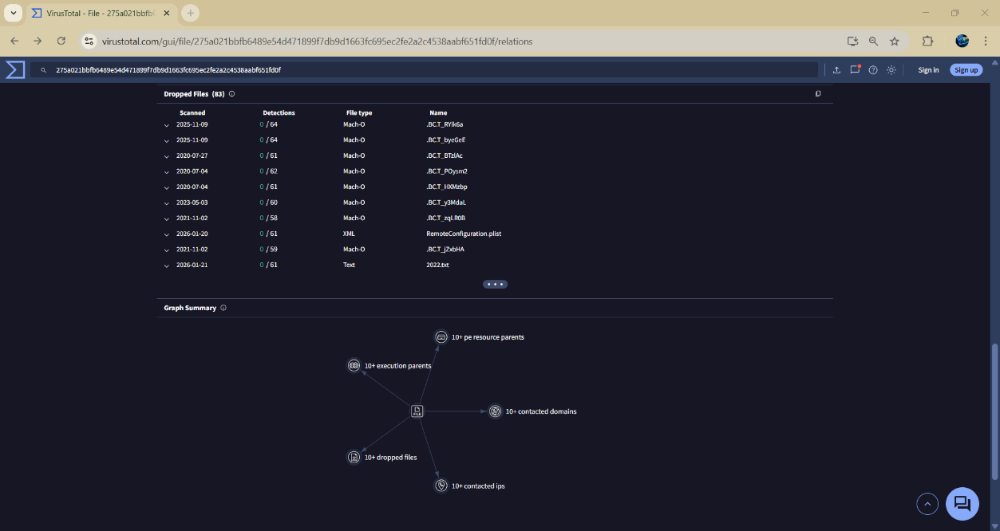 VirusTotal - File - 275a021bbfb6
virustotal.com/gui/file/275a021bbfb6489e54d471899f7db9d1663fc695ec2fe2a2c4538aabf651fd0f/relations
275a021bbfb6489e54d471899f7db9d1663fc695ec2fe2a2c4538aabf651fd0f
Sign in
Sign up
Dropped Files (83)
Scanned Detections File type Name
2025-11-09 0 / 64 Mach-O .BC.T_RYlk6a
2025-11-09 0 / 64 Mach-O .BC.T_byeGeE
2020-07-27 0 / 61 Mach-O .BC.T_BTzlAc
2020-07-04 0 / 62 Mach-O .BC.T_POysm2
2020-07-04 0 / 61 Mach-O .BC.T_HXMzbp
2023-05-03 0 / 60 Mach-O .BC.T_y3MdaL
2021-11-02 0 / 58 Mach-O .BC.T_zqLR0B
2026-01-20 0 / 61 XML RemoteConfiguration.plist
2021-11-02 0 / 59 Mach-O .BC.T_jZxbHA
2026-01-21 0 / 61 Text 2022.txt
Graph Summary
10+ pe resource parents
10+ execution parents
FILE
10+ contacted domains
10+ dropped files
10+ contacted ips